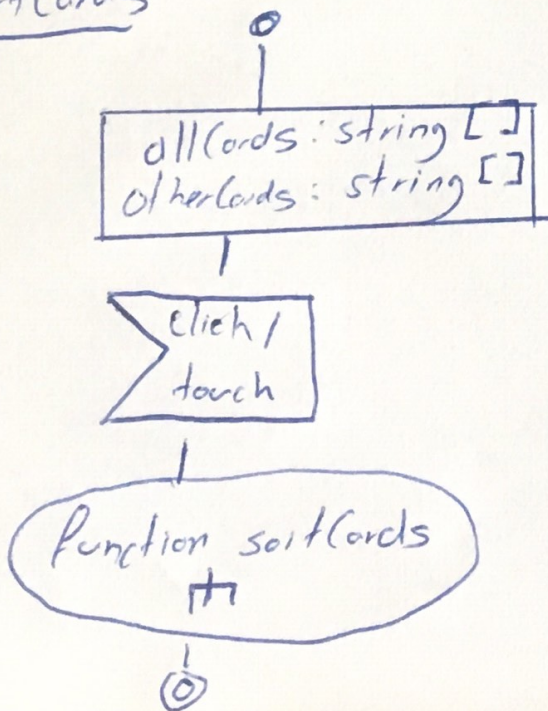 allCards: string []
otherCards: string []
click /
touch
function sortCards